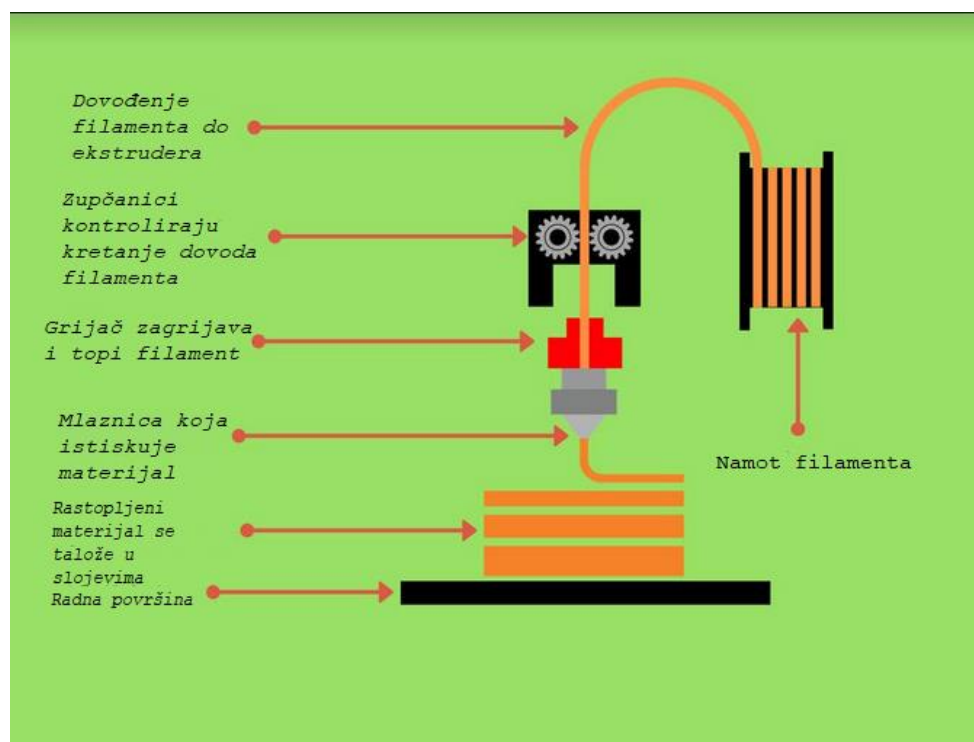 Dovođenje
filamenta do
ekstrudera
Zupčanici
kontroliraju
kretanje dovoda
filamenta
Grijač zagrijava
i topi filament
Mlaznica koja
istiskuje
materijal
Namot filamenta
Rastopljeni
materijal se
talože u
slojevima
Radna površina